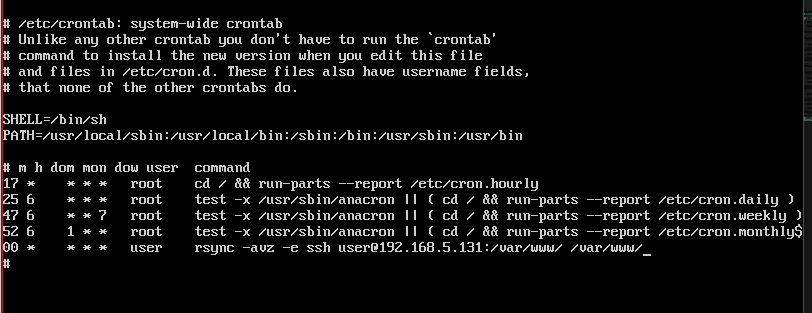 # /etc/crontab: system-wide crontab
# Unlike any other crontab you don't have to run the `crontab'
# command to install the new version when you edit this file
# and files in /etc/cron.d. These files also have username fields,
# that none of the other crontabs do.
SHELL=/bin/sh
PATH=/usr/local/sbin:/usr/local/bin:/sbin:/bin:/usr/sbin:/usr/bin
# m h dom mon dow user  command
17 *    * * *   root    cd / && run-parts --report /etc/cron.hourly
25 6    * * *   root    test -x /usr/sbin/anacron || ( cd / && run-parts --report /etc/cron.daily )
47 6    * * 7   root    test -x /usr/sbin/anacron || ( cd / && run-parts --report /etc/cron.weekly )
52 6    1 * *   root    test -x /usr/sbin/anacron || ( cd / && run-parts --report /etc/cron.monthly$
00 *    * * *   user    rsync -avz -e ssh user@192.168.5.131:/var/www/ /var/www/_
#